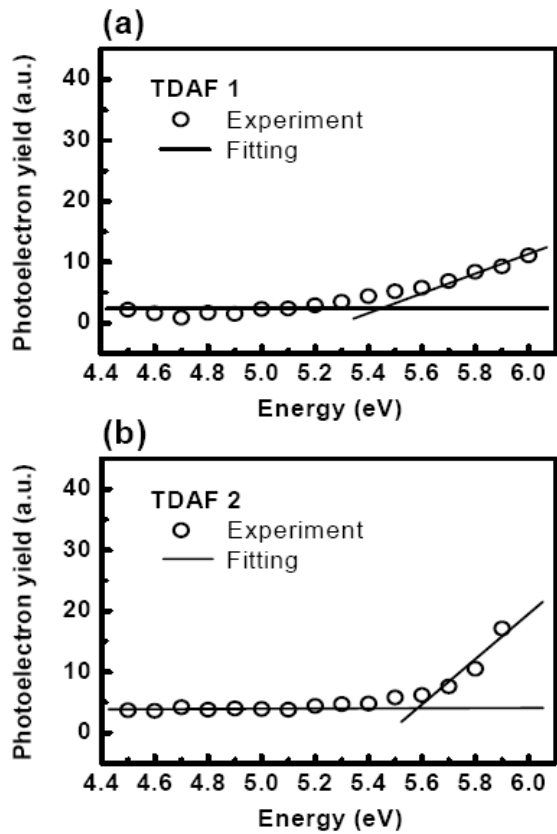 (a)
TDAF 1
Experiment
Fitting
Photoelectron yield (a.u.)
40
30
20
10
0
4.4 4.6 4.8 5.0 5.2 5.4 5.6 5.8 6.0
Energy (eV)
(b)
TDAF 2
Experiment
Fitting
Photoelectron yield (a.u.)
40
30
20
10
0
4.4 4.6 4.8 5.0 5.2 5.4 5.6 5.8 6.0
Energy (eV)